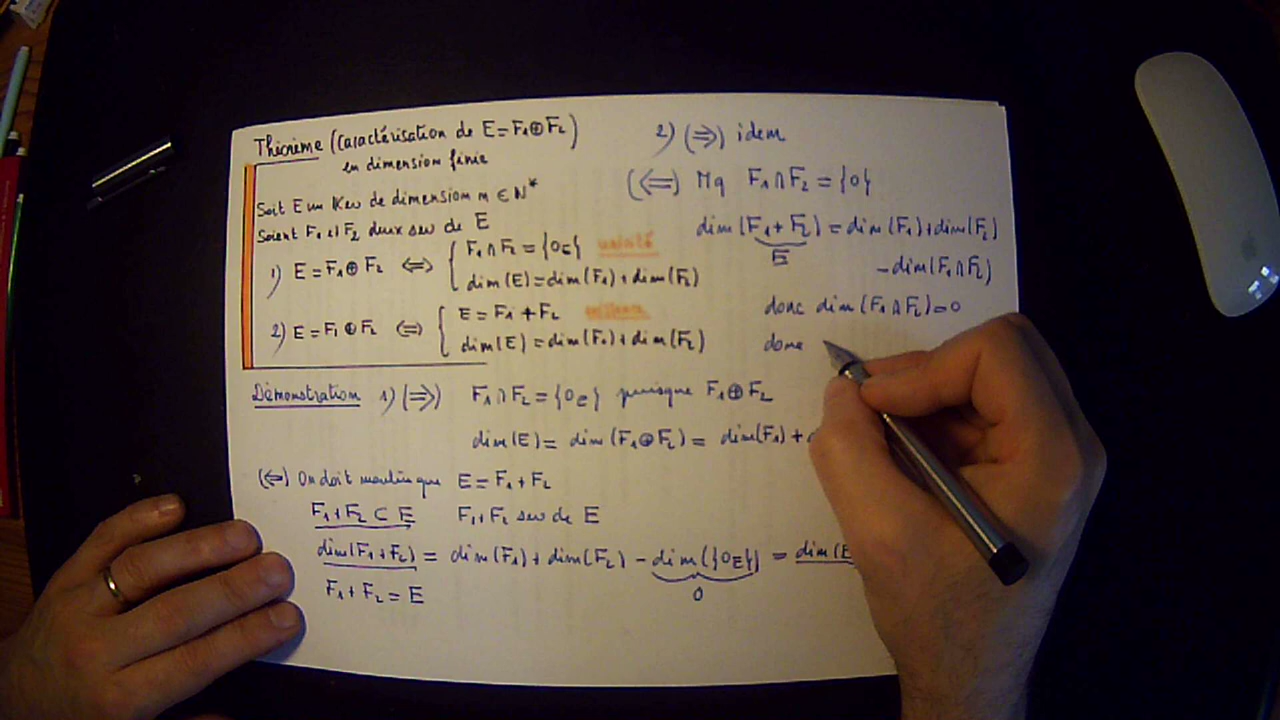 Théorème (Caractérisation de E = F₁ ⊕ F₂)
en dimension finie
Soit E un Kev de dimension n ∈ N*
Soient F₁ et F₂ deux sev de E
1) E = F₁ ⊕ F₂ ⇔ { F₁ ∩ F₂ = {0_E} unicité
dim(E) = dim(F₁) + dim(F₂)
2) E = F₁ ⊕ F₂ ⇔ { E = F₁ + F₂ existence
dim(E) = dim(F₁) + dim(F₂)
Démonstration 1) (⇒) F₁ ∩ F₂ = {0_E} puisque F₁ ⊕ F₂
dim(E) = dim(F₁ ⊕ F₂) = dim(F₁) +
(⇐) On doit montrer que E = F₁ + F₂
F₁ + F₂ ⊂ E F₁ + F₂ sev de E
dim(F₁ + F₂) = dim(F₁) + dim(F₂) − dim({0_E}) = dim(E
0
F₁ + F₂ = E
2) (⇒) idem
(⇐) Mq F₁ ∩ F₂ = {0}
dim(F₁ + F₂) = dim(F₁) + dim(F₂)
E − dim(F₁ ∩ F₂)
donc dim(F₁ ∩ F₂) = 0
donc